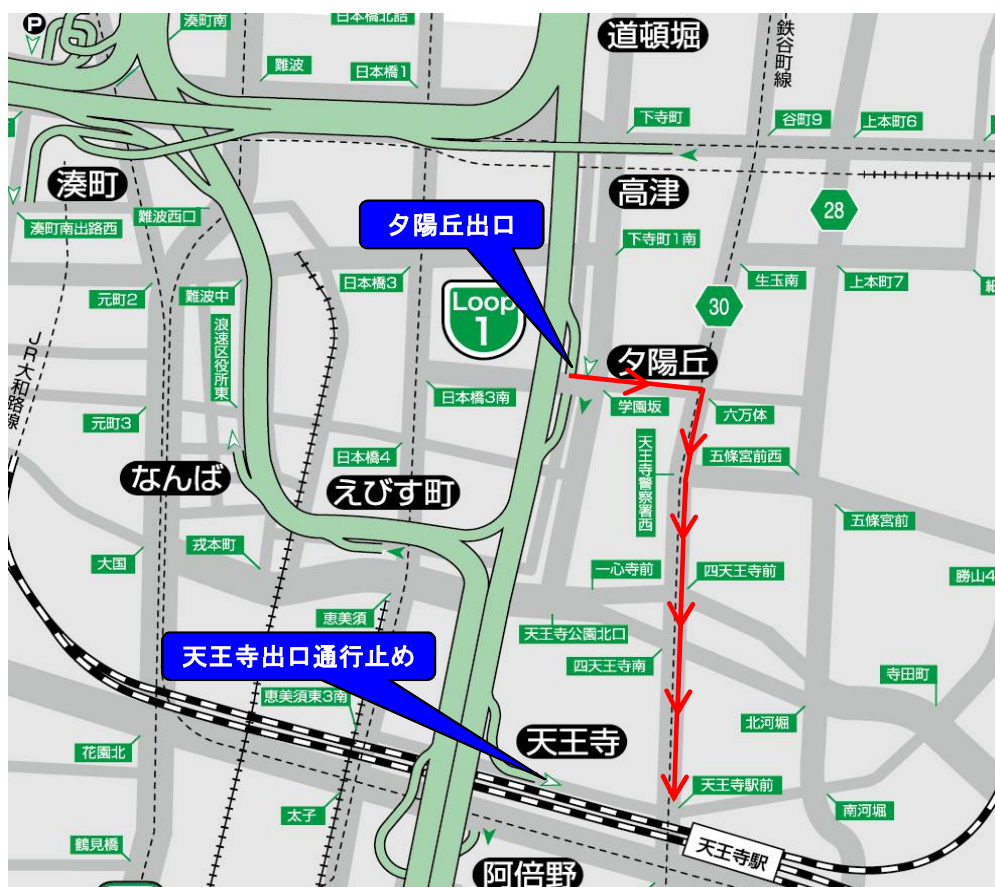 P
湊町南
日本橋北詰
道頓堀
鉄谷町線
難波
日本橋1
下寺町
谷町9
上本町6
湊町
高津
28
湊町南出路西
難波西口
夕陽丘出口
下寺町1南
元町2
難波中
日本橋3
生玉南
上本町7
細
Loop
1
30
浪速区役所東
JR大和路線
夕陽丘
日本橋3南
学園坂
六万体
元町3
天王寺警察署西
日本橋4
五條宮前西
なんば
えびす町
五條宮前
戎本町
大国
一心寺前
四天王寺前
勝山4
恵美須
天王寺公園北口
天王寺出口通行止め
四天王寺南
寺田町
恵美須東3南
北河堀
天王寺
花園北
天王寺駅前
太子
南河堀
鶴見橋
天王寺駅
阿倍野